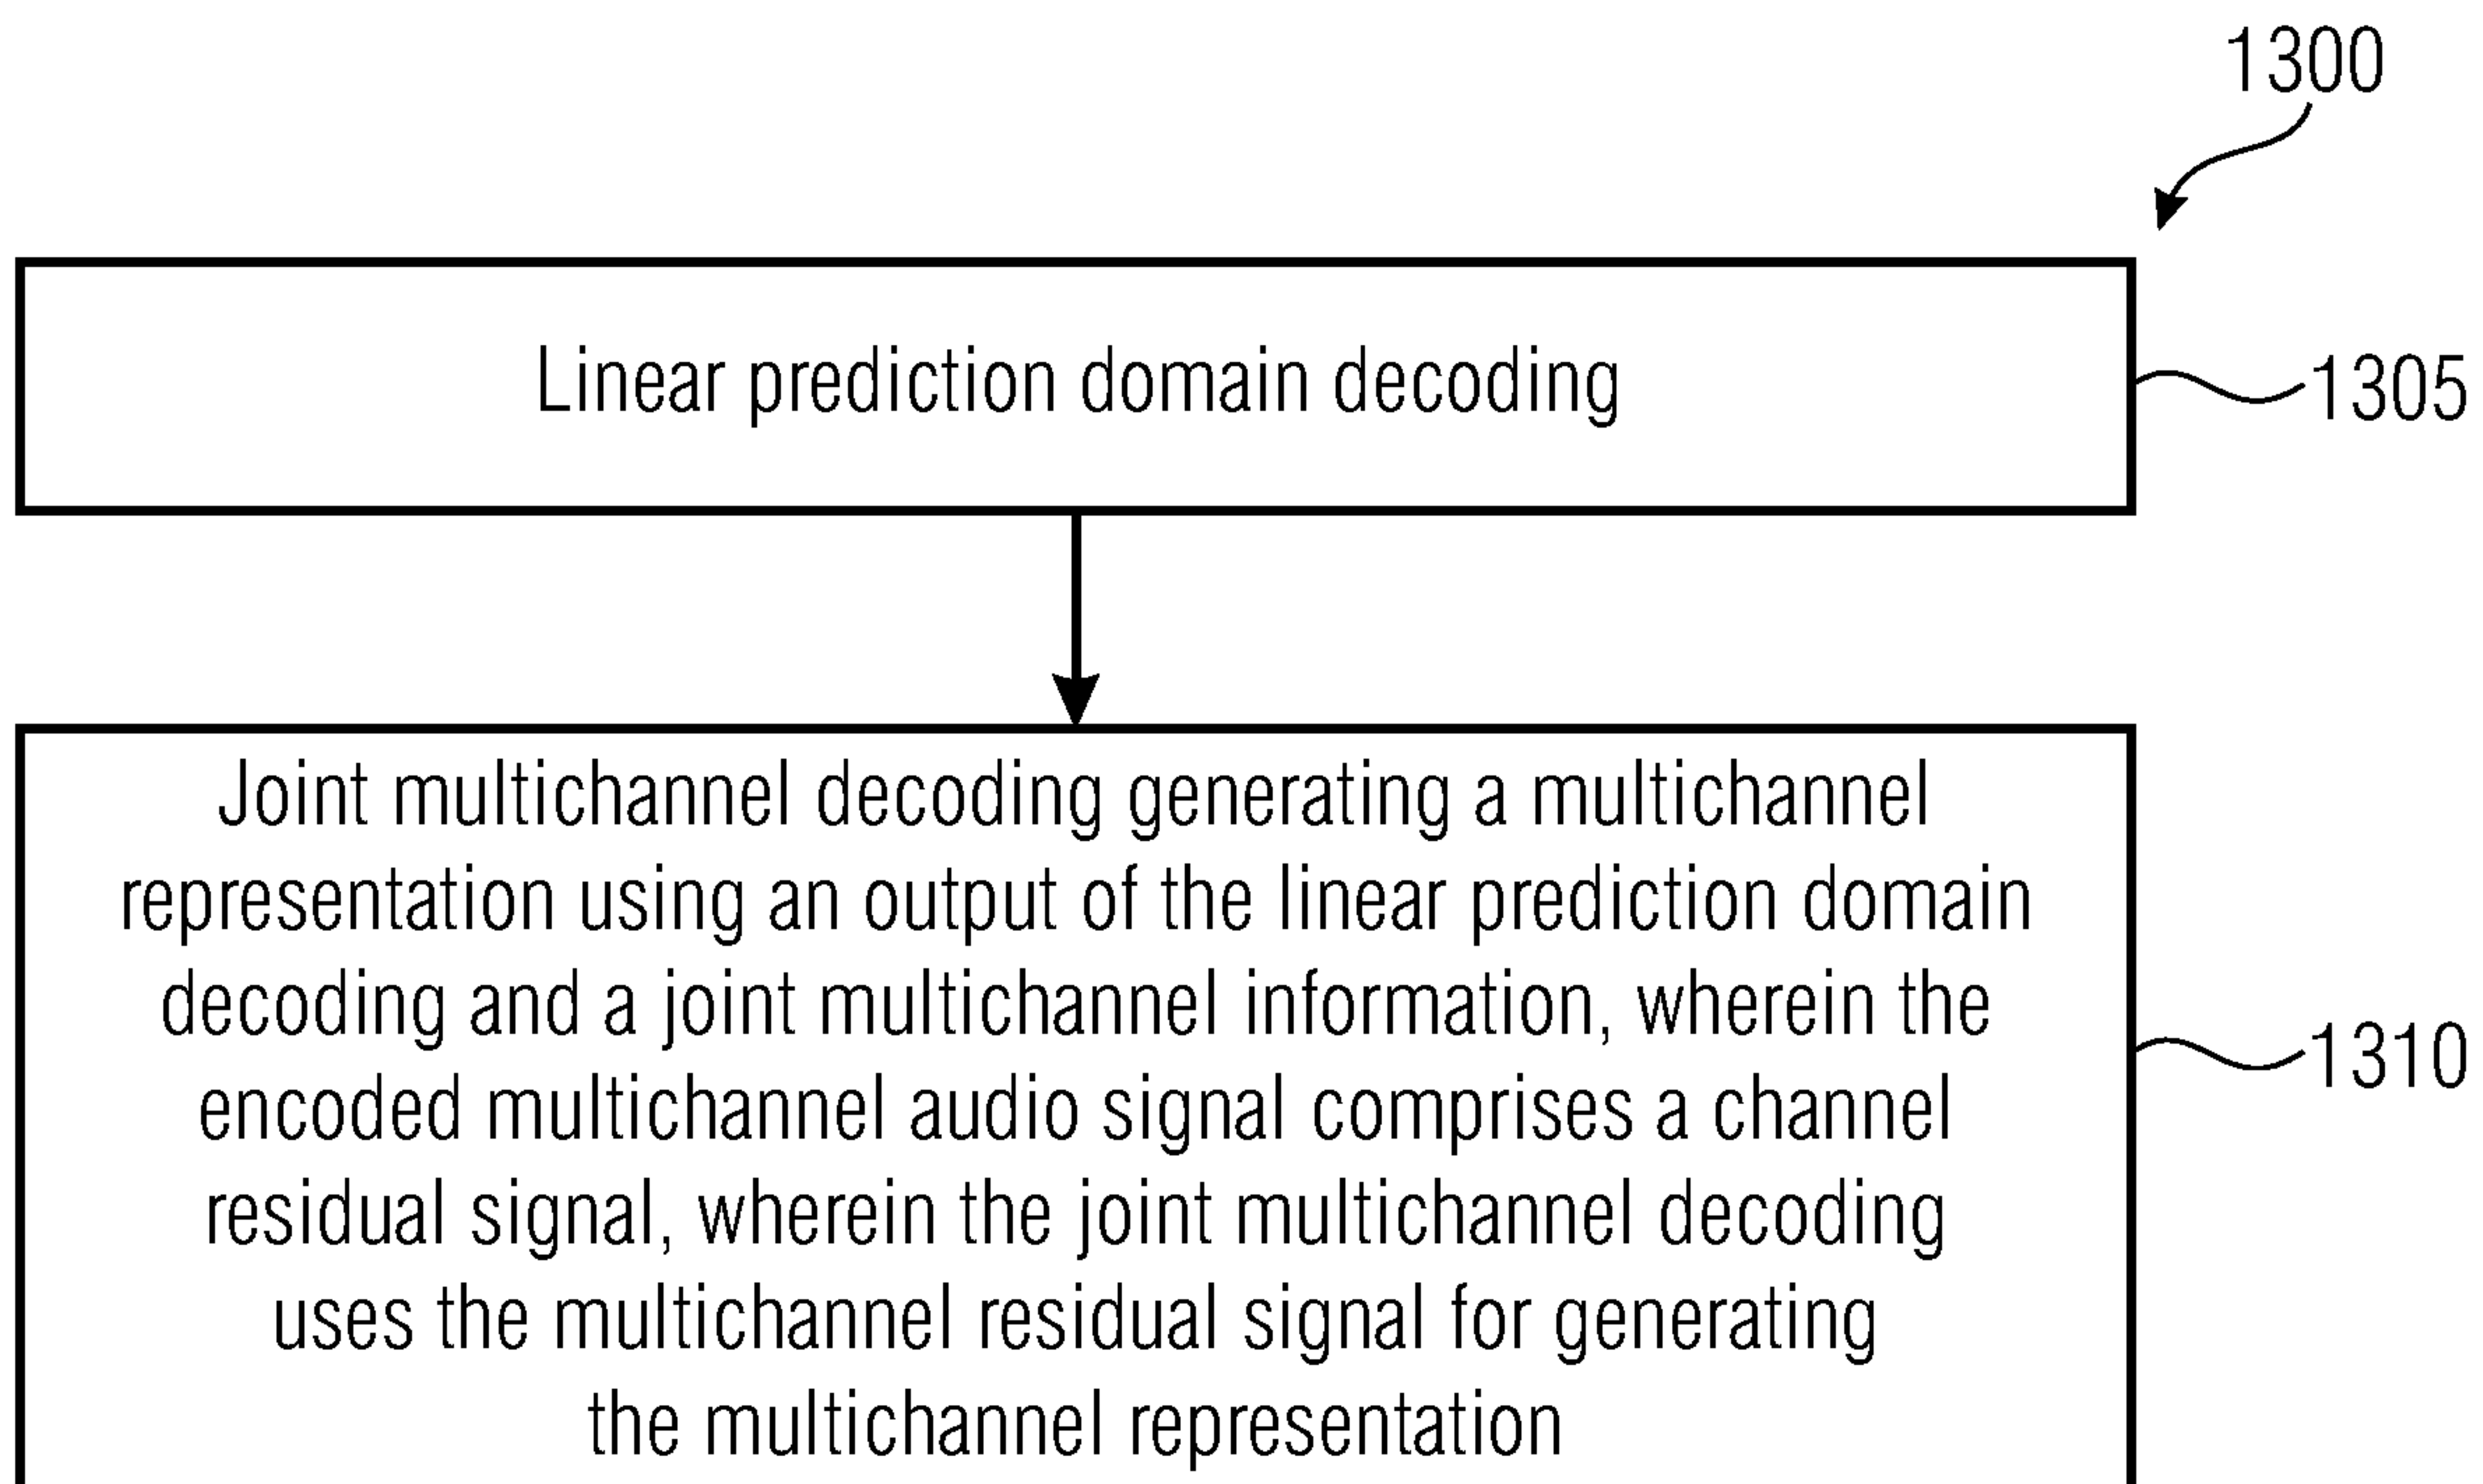 1300
Linear prediction domain decoding
1305
Joint multichannel decoding generating a multichannel
representation using an output of the linear prediction domain
decoding and a joint multichannel information, wherein the
encoded multichannel audio signal comprises a channel
residual signal, wherein the joint multichannel decoding
uses the multichannel residual signal for generating
the multichannel representation
1310